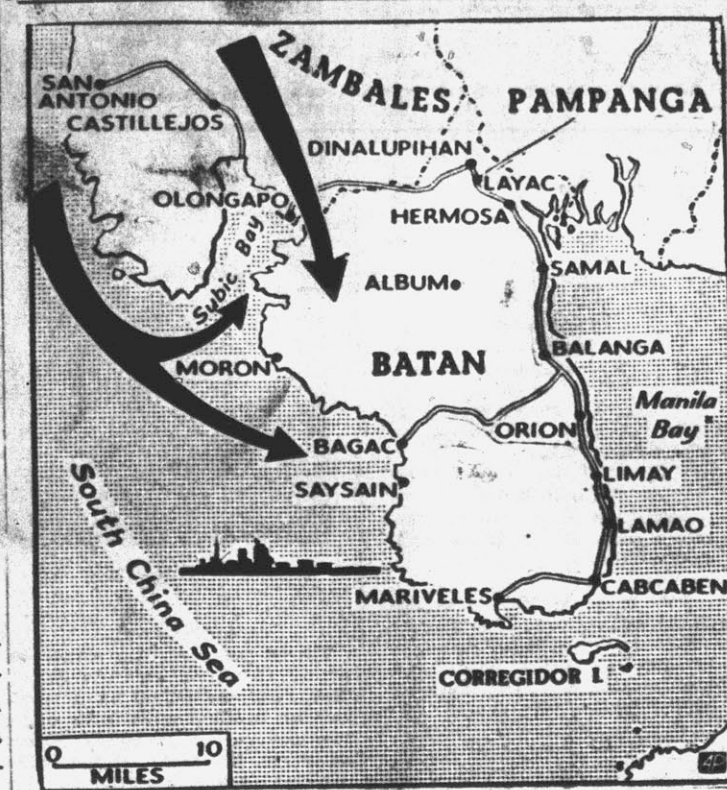 ZAMBALES
PAMPANGA
SAN
ANTONIO
CASTILLEJOS
DINALUPIHAN
LAYAC
OLONGAPO
HERMOSA
Subic Bay
SAMAL
ALBUM
BALANGA
MORON
BATAN
Manila
Bay
ORION
BAGAC
LIMAY
SAYSAIN
South China Sea
LAMAO
MARIVELES
CABCABEN
CORREGIDOR I.
0 10
MILES
AP